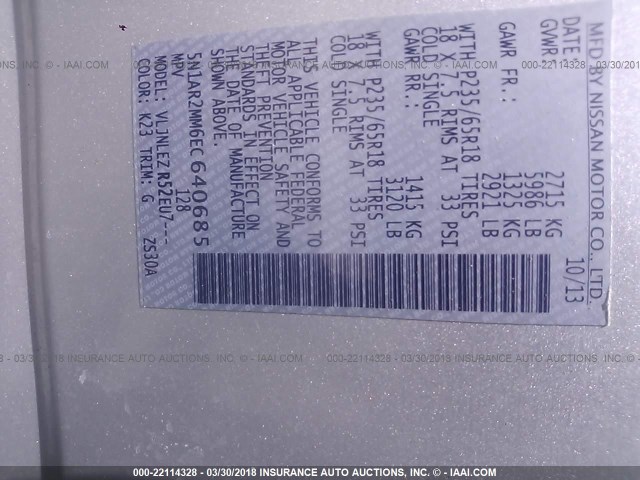 MFD BY NISSAN MOTOR CO., LTD.
DATE 10/13
GVWR 2715 KG
5986 LB
GAWR FR.: 1325 KG
2921 LB
WITH P235/65R18 TIRES
18 X 7.5 RIMS AT 33 PSI
COLD SINGLE
GAWR RR.: 1415 KG
3120 LB
WITH P235/65R18 TIRES
18 X 7.5 RIMS AT 33 PSI
COLD SINGLE
THIS VEHICLE CONFORMS TO
ALL APPLICABLE FEDERAL
MOTOR VEHICLE SAFETY AND
THEFT PREVENTION
STANDARDS IN EFFECT ON
THE DATE OF MANUFACTURE
SHOWN ABOVE.
5N1AR2MM6EC640685
MPV 128
MODEL: VLJNLEZ R52EU7---
COLOR: K23 TRIM: G ZS30A
000-22114328 - 03/30/2018 INSURANCE AUTO AUCTIONS - © - IAAI.COM